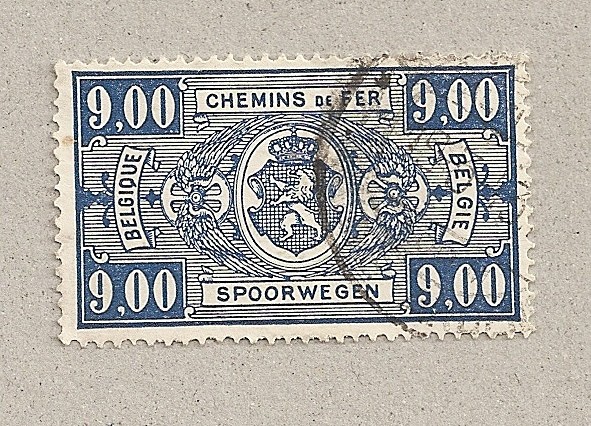 9,00 CHEMINS DE FER 9,00
BELGIQUE BELGIE
9,00 SPOORWEGEN 9,00